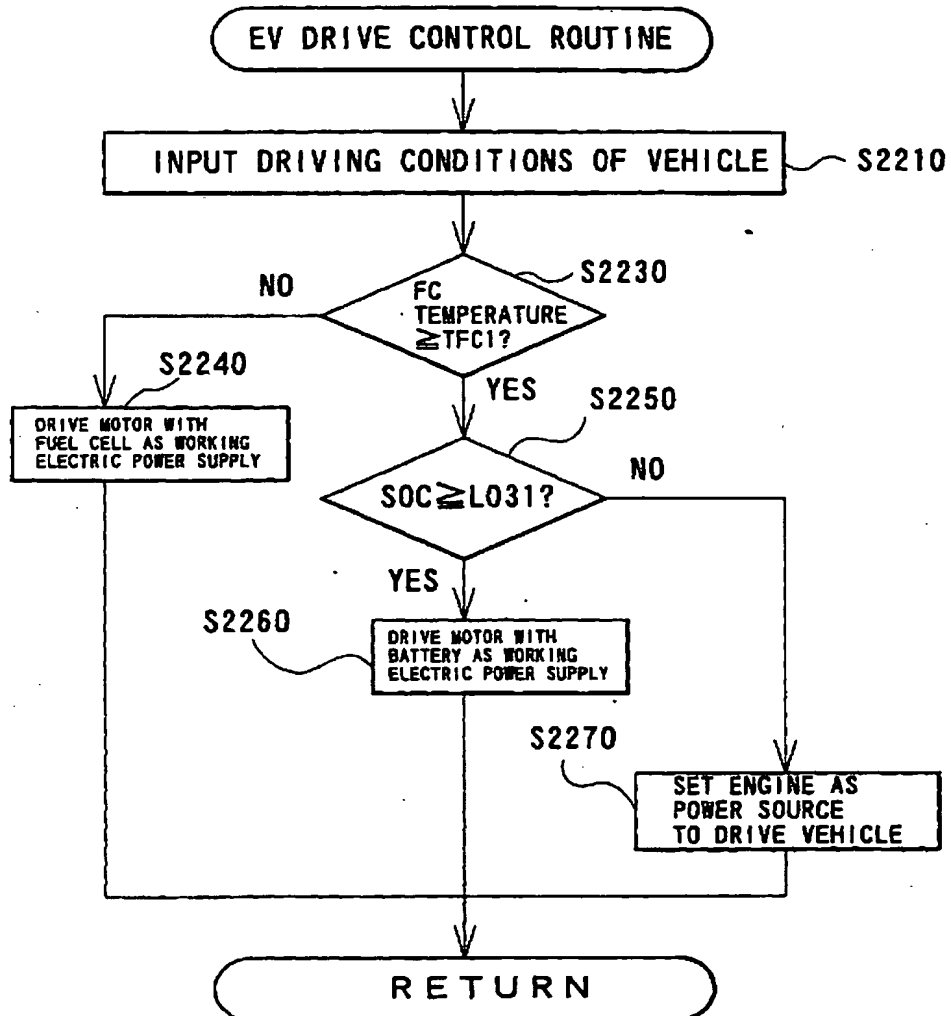 EV DRIVE CONTROL ROUTINE
INPUT DRIVING CONDITIONS OF VEHICLE
S2210
S2230
NO
FC
TEMPERATURE
≧TFC1?
S2240
YES
S2250
DRIVE MOTOR WITH
FUEL CELL AS WORKING
ELECTRIC POWER SUPPLY
NO
SOC≧LO31?
YES
S2260
DRIVE MOTOR WITH
BATTERY AS WORKING
ELECTRIC POWER SUPPLY
S2270
SET ENGINE AS
POWER SOURCE
TO DRIVE VEHICLE
RETURN